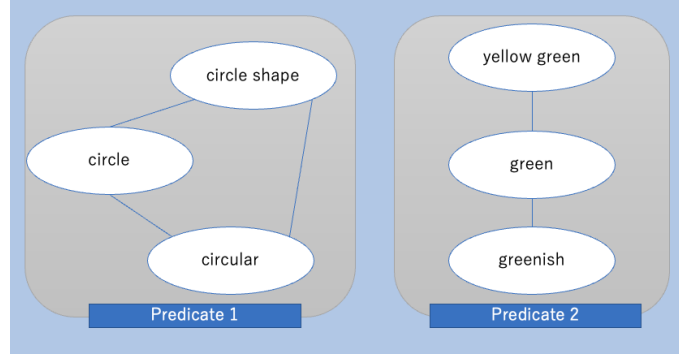 circle shape
circle
circular
Predicate 1
yellow green
green
greenish
Predicate 2